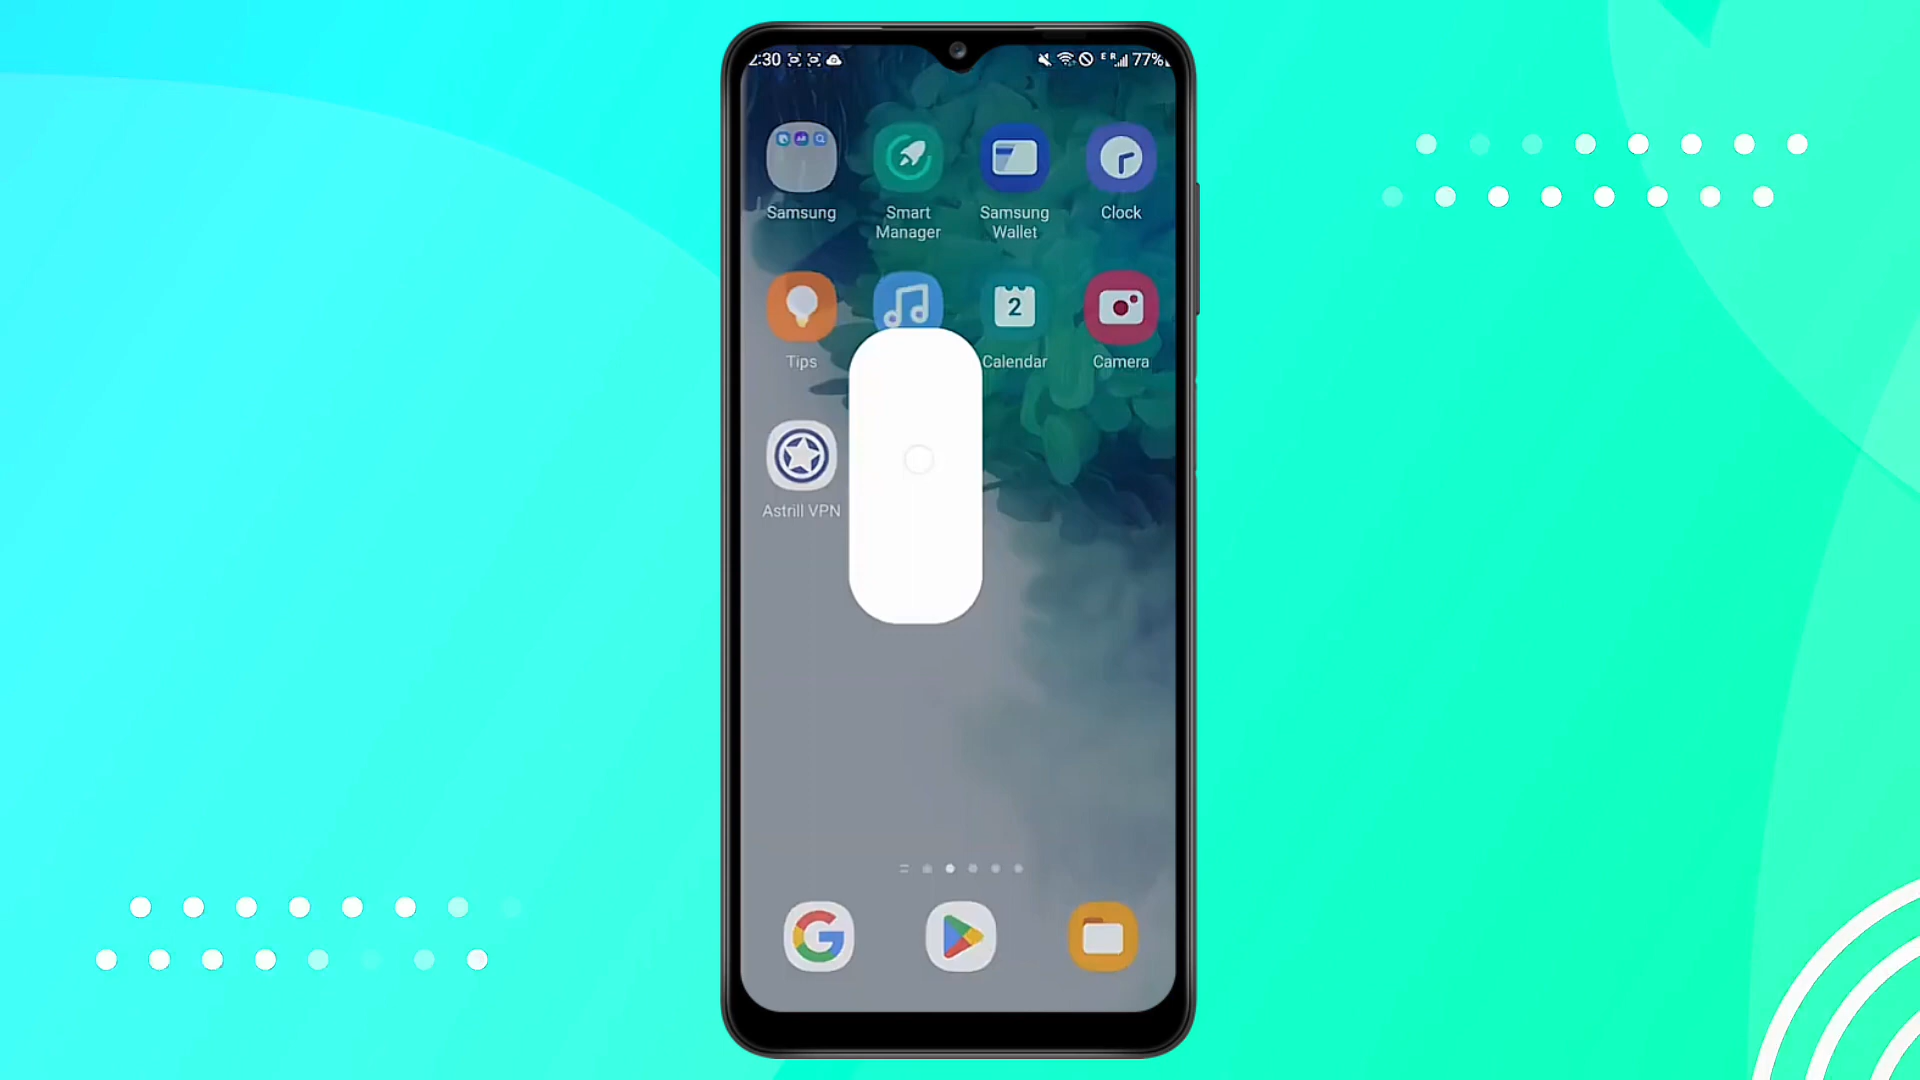 2:30
77%
Samsung
Smart
Manager
Samsung
Wallet
Clock
2
Tips
Calendar
Camera
Astrill VPN